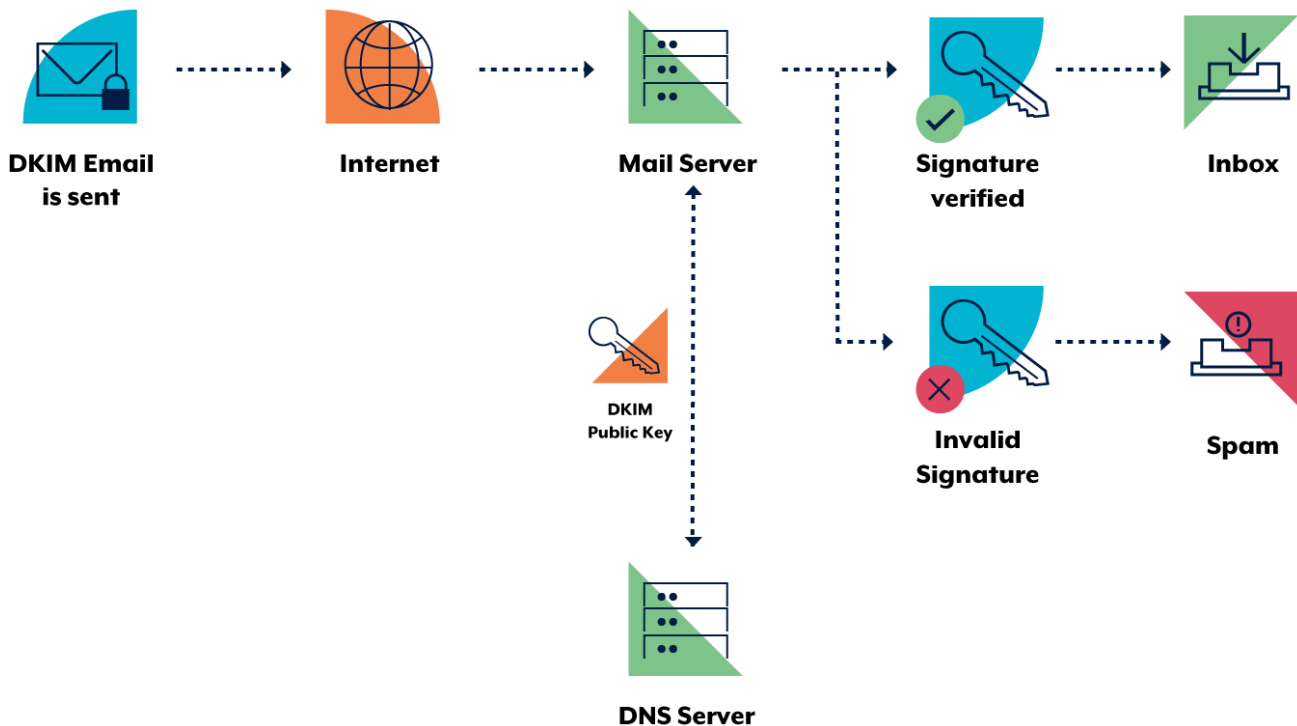 DKIM Email
is sent
Internet
Mail Server
Signature
verified
Inbox
DKIM
Public Key
Invalid
Signature
Spam
DNS Server